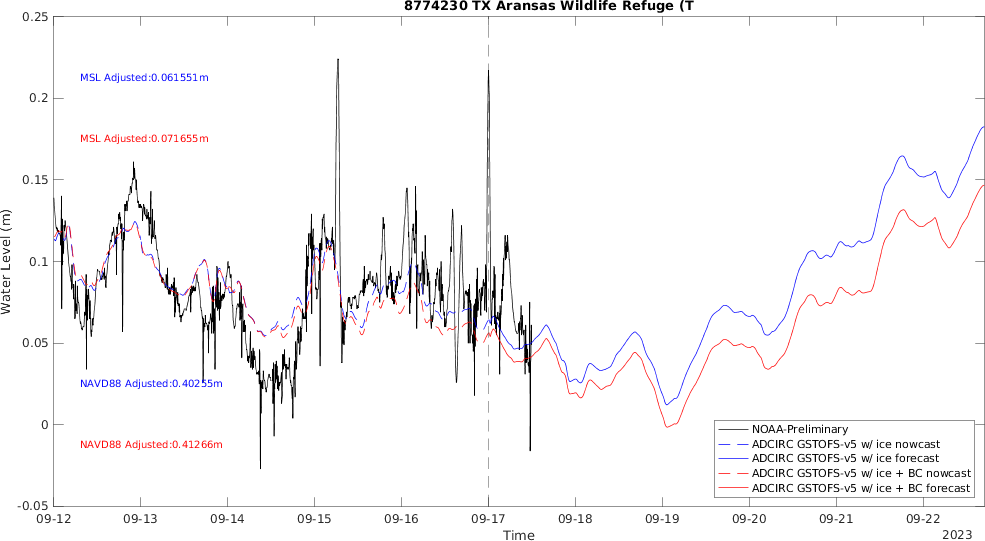 8774230 TX Aransas Wildlife Refuge (T
0.25
0.2
0.15
0.1
0.05
0
-0.05
Water Level (m)
MSL Adjusted:0.061551m
MSL Adjusted:0.071655m
NAVD88 Adjusted:0.40255m
NAVD88 Adjusted:0.41266m
NOAA-Preliminary
ADCIRC GSTOFS-v5 w/ ice nowcast
ADCIRC GSTOFS-v5 w/ ice forecast
ADCIRC GSTOFS-v5 w/ ice + BC nowcast
ADCIRC GSTOFS-v5 w/ ice + BC forecast
09-12 09-13 09-14 09-15 09-16 09-17 09-18 09-19 09-20 09-21 09-22
Time
2023